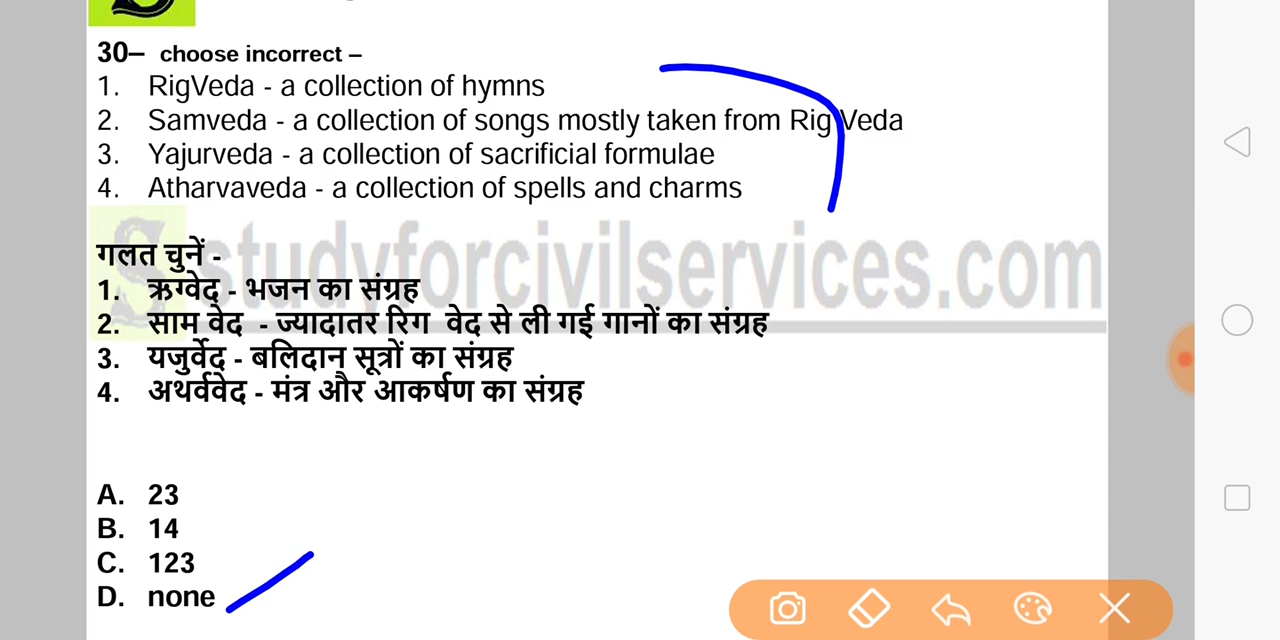 30– choose incorrect –
1. RigVeda - a collection of hymns
2. Samveda - a collection of songs mostly taken from Rig Veda
3. Yajurveda - a collection of sacrificial formulae
4. Atharvaveda - a collection of spells and charms
studyforcivilservices.com
गलत चुनें -
1. ऋग्वेद - भजन का संग्रह
2. साम वेद - ज्यादातर रिग वेद से ली गई गानों का संग्रह
3. यजुर्वेद - बलिदान सूत्रों का संग्रह
4. अथर्ववेद - मंत्र और आकर्षण का संग्रह
A. 23
B. 14
C. 123
D. none